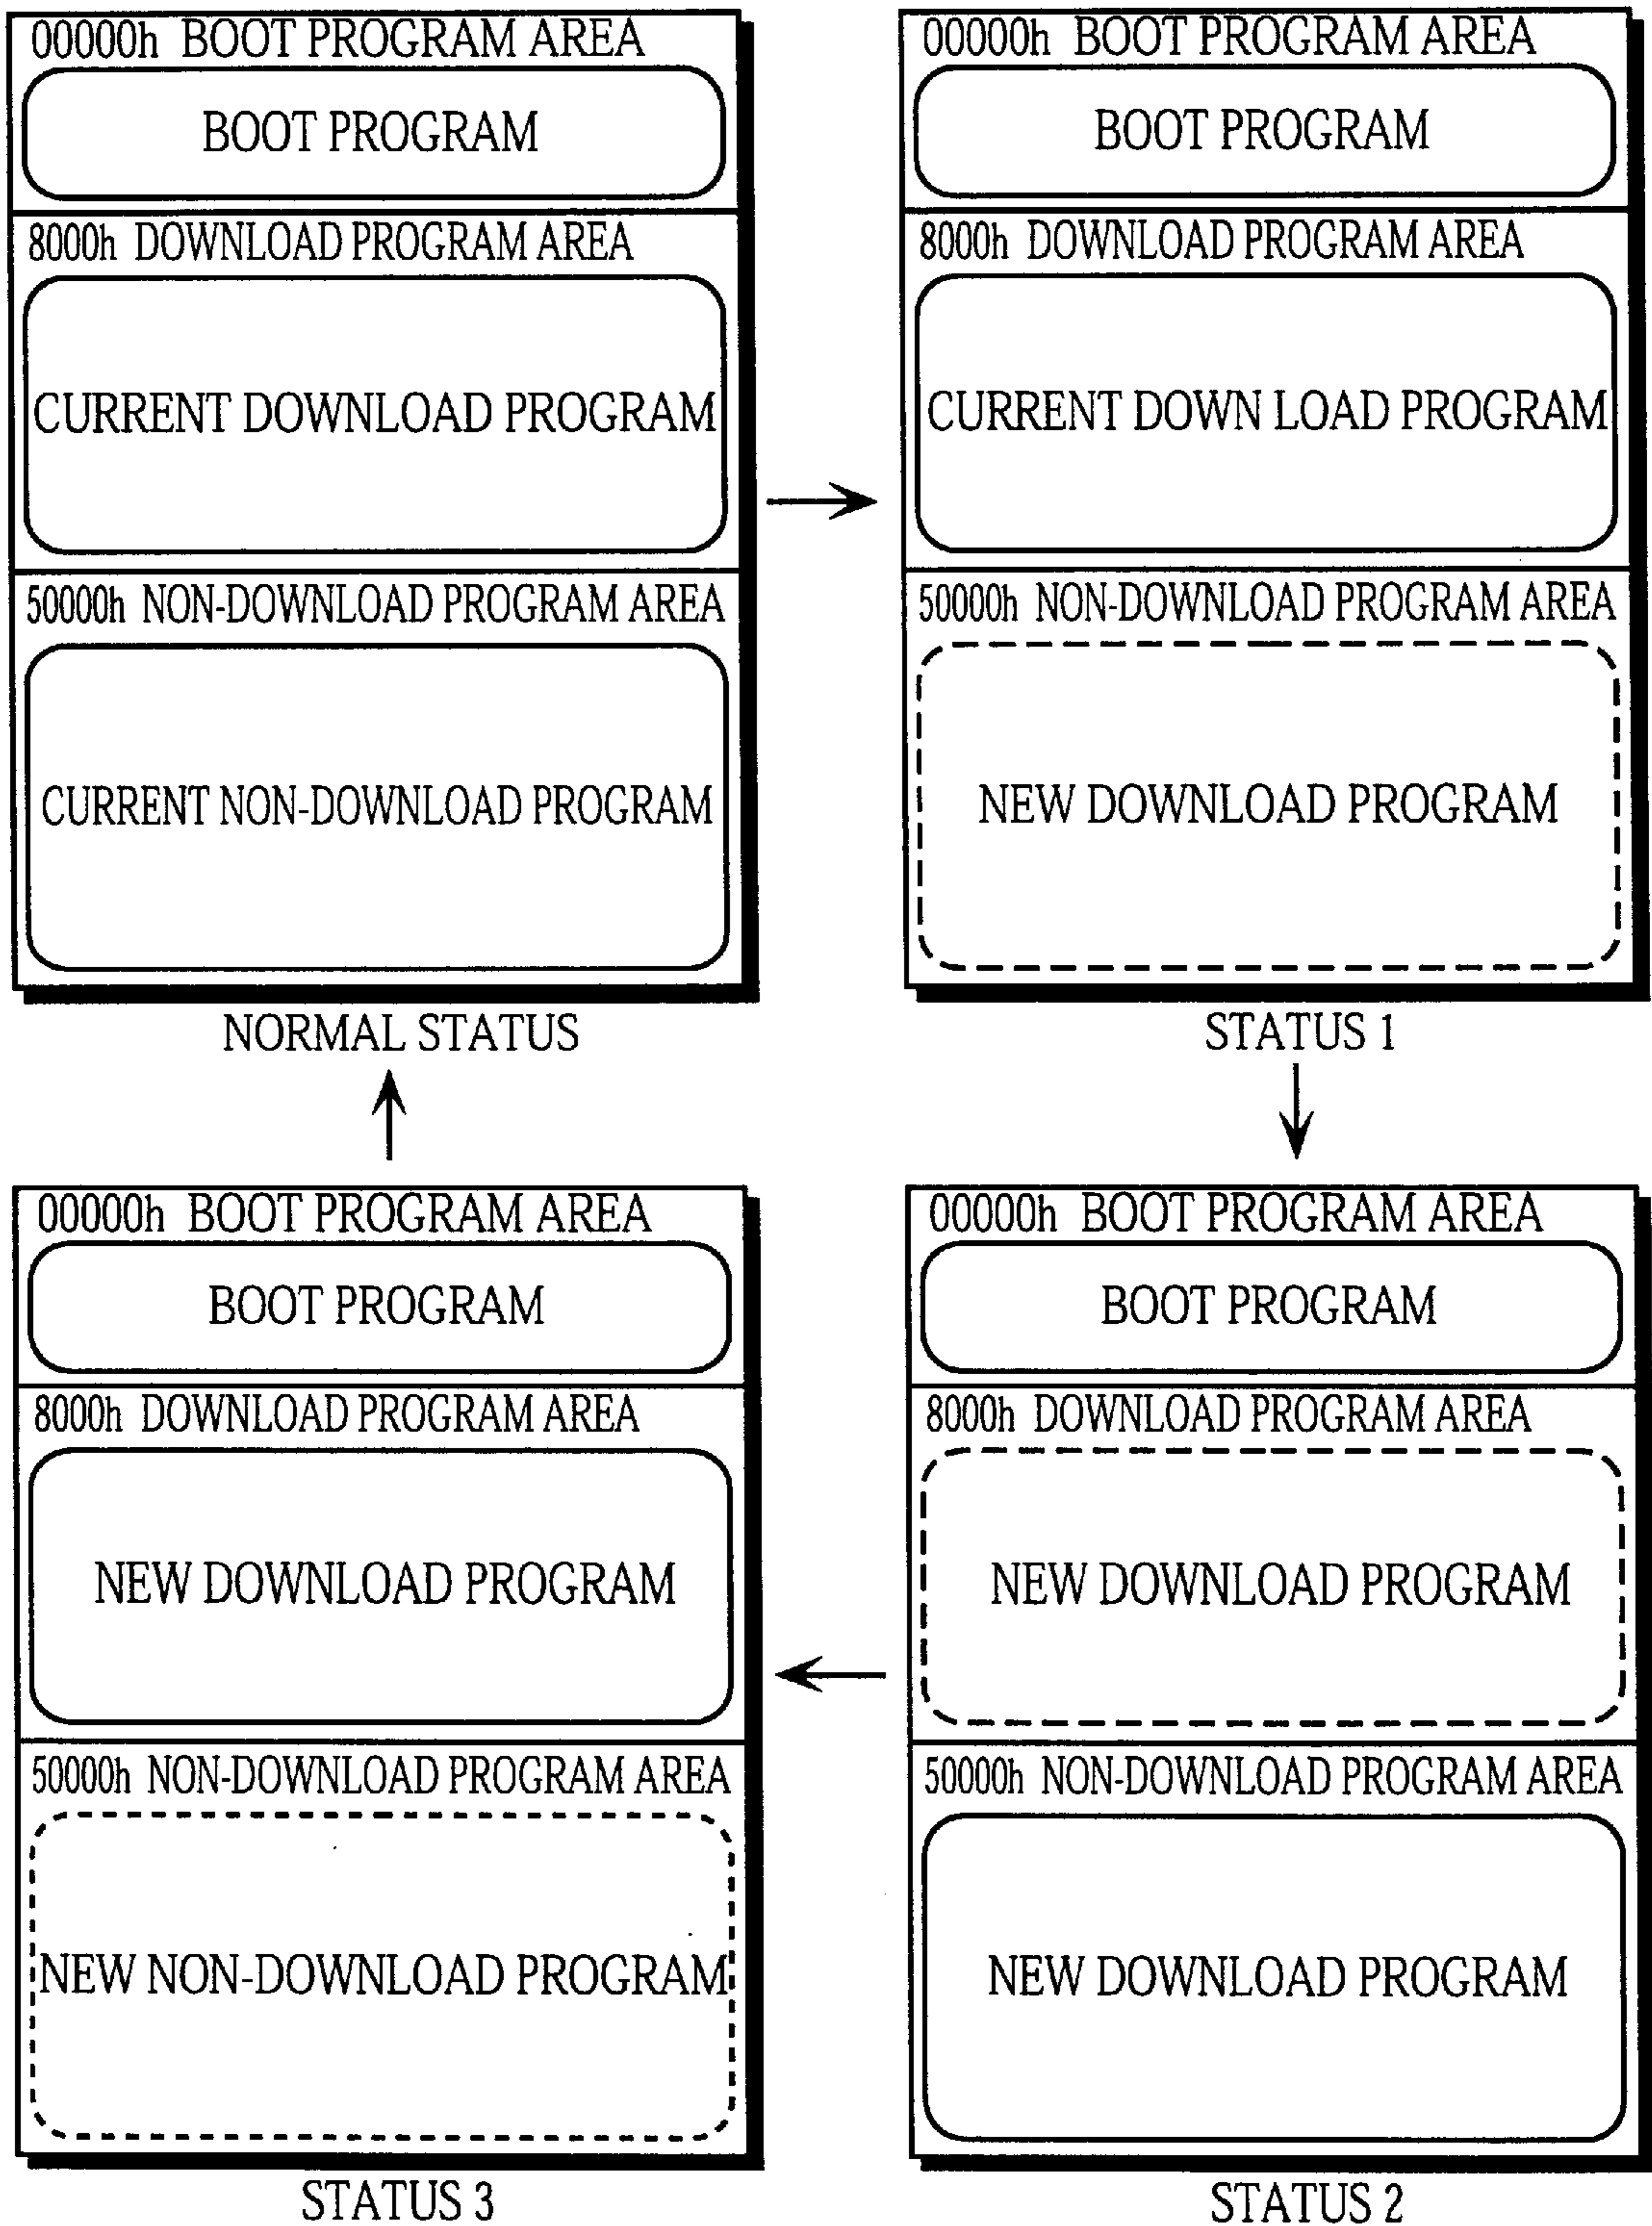 00000h BOOT PROGRAM AREA
BOOT PROGRAM
8000h DOWNLOAD PROGRAM AREA
CURRENT DOWNLOAD PROGRAM
50000h NON-DOWNLOAD PROGRAM AREA
CURRENT NON-DOWNLOAD PROGRAM
NORMAL STATUS
00000h BOOT PROGRAM AREA
BOOT PROGRAM
8000h DOWNLOAD PROGRAM AREA
CURRENT DOWN LOAD PROGRAM
50000h NON-DOWNLOAD PROGRAM AREA
NEW DOWNLOAD PROGRAM
STATUS 1
00000h BOOT PROGRAM AREA
BOOT PROGRAM
8000h DOWNLOAD PROGRAM AREA
NEW DOWNLOAD PROGRAM
50000h NON-DOWNLOAD PROGRAM AREA
NEW NON-DOWNLOAD PROGRAM
STATUS 3
00000h BOOT PROGRAM AREA
BOOT PROGRAM
8000h DOWNLOAD PROGRAM AREA
NEW DOWNLOAD PROGRAM
50000h NON-DOWNLOAD PROGRAM AREA
NEW DOWNLOAD PROGRAM
STATUS 2